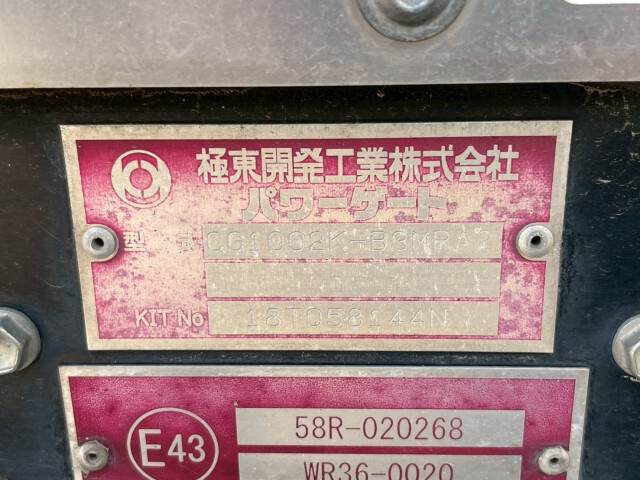 極東開発工業株式会社
パワーゲート
型 式 CG1002K-B3MRA
KIT No 18T058144N
58R-020268
E43
WR36-0020